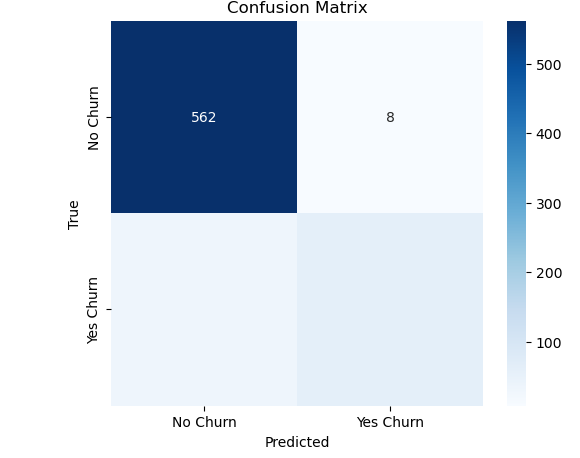 Confusion Matrix
No Churn
562
8
True
Yes Churn
No Churn
Yes Churn
Predicted
500
400
300
200
100